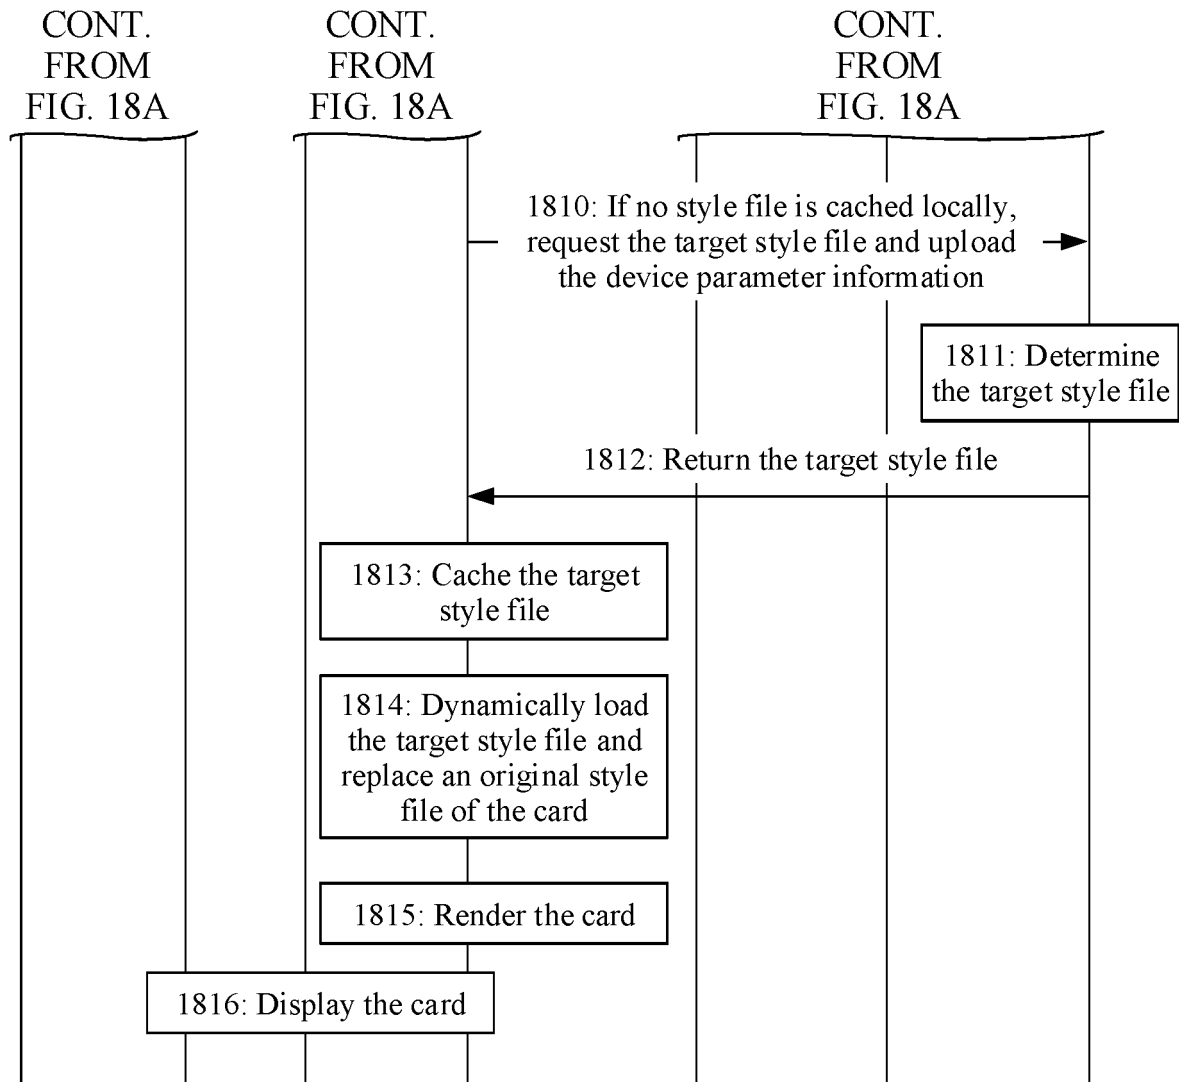 CONT.
FROM
FIG. 18A
CONT.
FROM
FIG. 18A
CONT.
FROM
FIG. 18A
1810: If no style file is cached locally,
request the target style file and upload
the device parameter information
1811: Determine
the target style file
1812: Return the target style file
1813: Cache the target
style file
1814: Dynamically load
the target style file and
replace an original style
file of the card
1815: Render the card
1816: Display the card